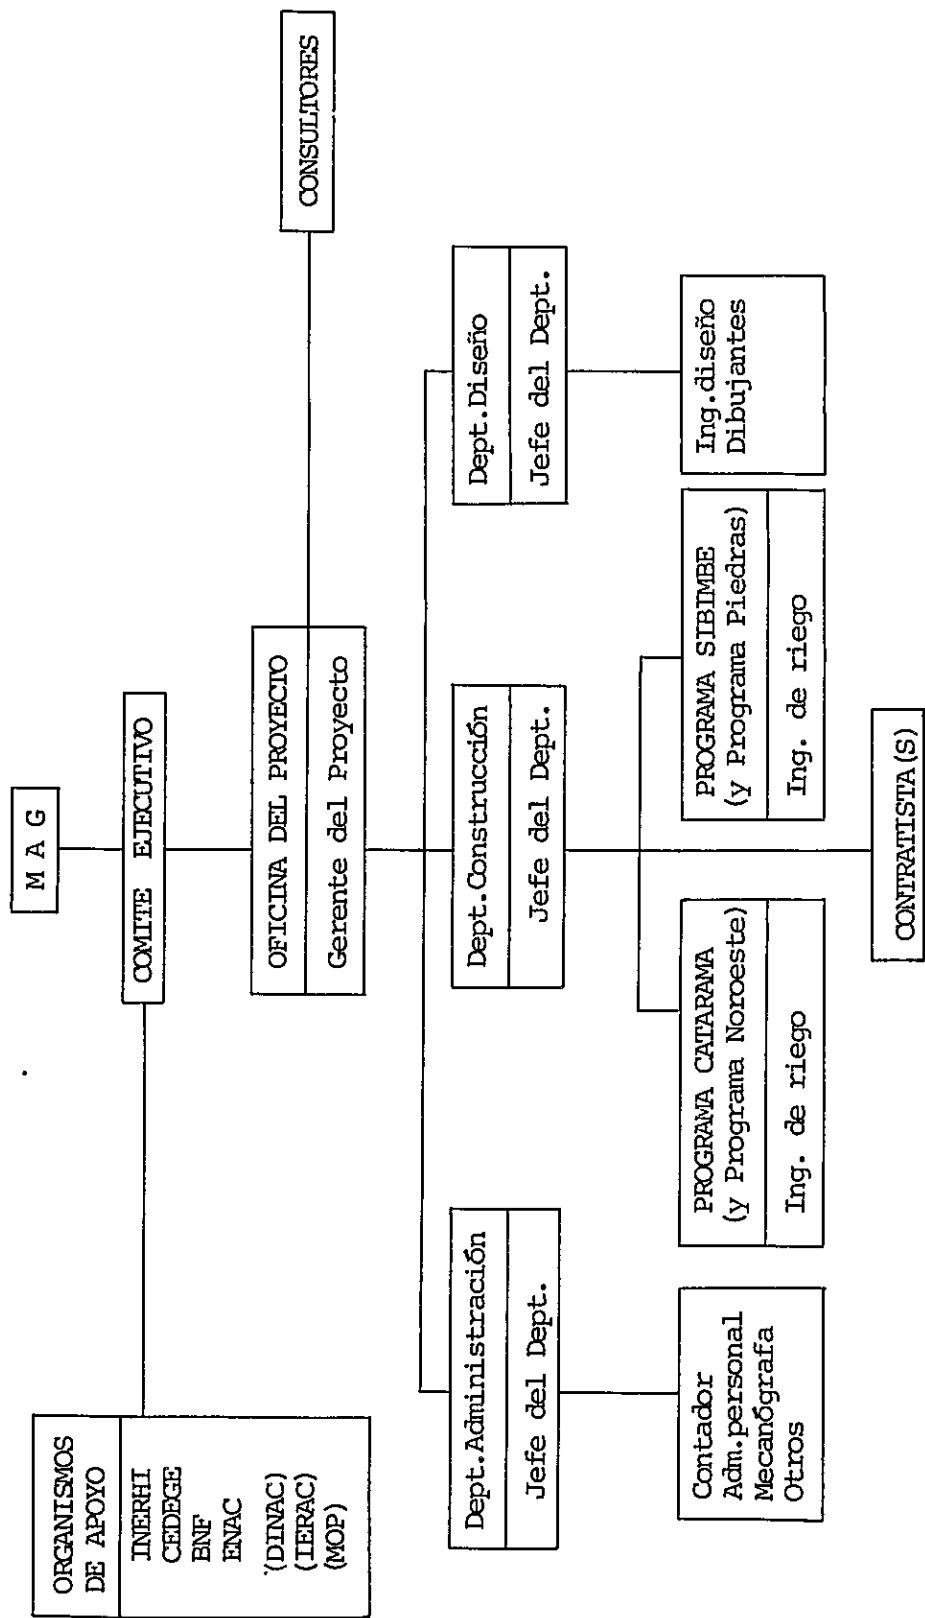 M A G
COMITE EJECUTIVO
ORGANISMOS
DE APOYO
INERHI
CEDEGE
BNF
ENAC
(DINAC)
(IERAC)
(MOP)
OFICINA DEL PROYECTO
Gerente del Proyecto
CONSULTORES
Dept.Administración
Jefe del Dept.
Dept.Construcción
Jefe del Dept.
Dept.Diseño
Jefe del Dept.
Contador
Adm.personal
Mecanógrafa
Otros
PROGRAMA CATARAMA
(y Programa Noroeste)
Ing. de riego
PROGRAMA SIBIMBE
(y Programa Piedras)
Ing. de riego
Ing.diseño
Dibujantes
CONTRATISTA(S)